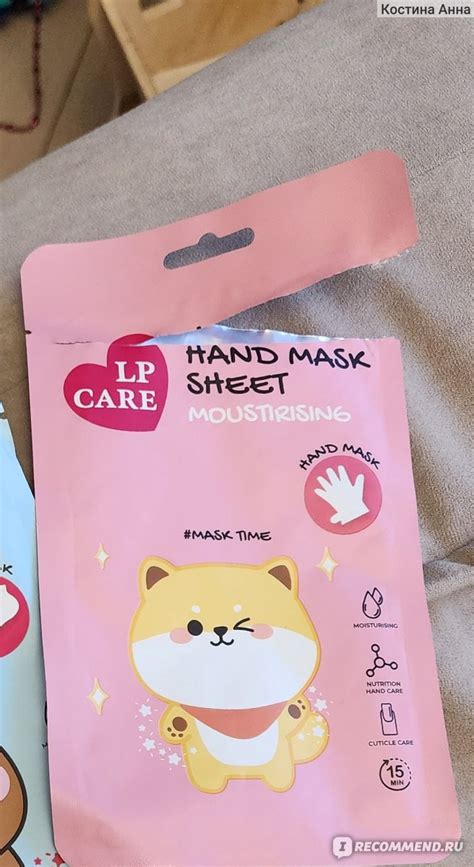 Костина Анна
LP
CARE
HAND MASK
SHEET
MOUSTIRISING
HAND MASK
#MASK TIME
MOISTURISING
NUTRITION
HAND CARE
CUTICLE CARE
15
MIN
K
I RECOMMEND.RU